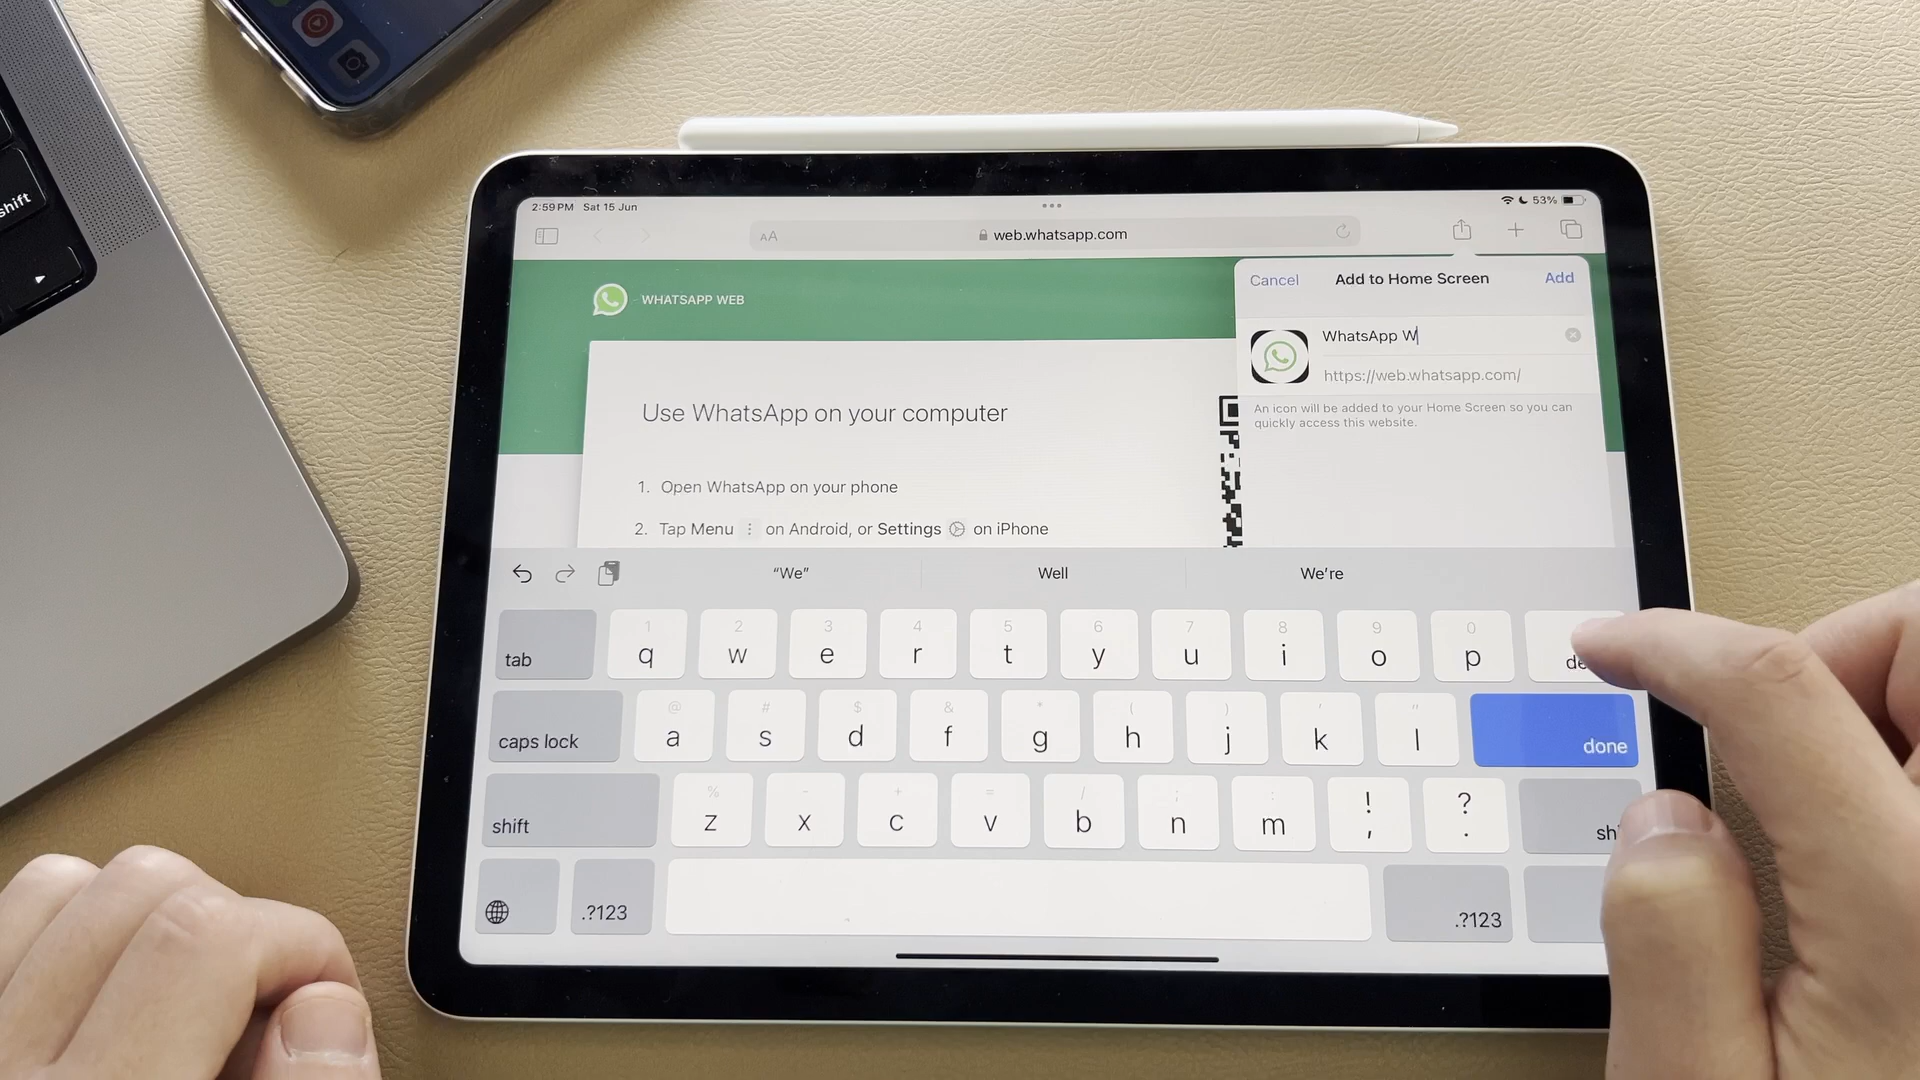 shift
2:59 PM Sat 15 Jun
53%
AA
web.whatsapp.com
WHATSAPP WEB
Cancel
Add to Home Screen
Add
WhatsApp W
https://web.whatsapp.com/
An icon will be added to your Home Screen so you can
quickly access this website.
Use WhatsApp on your computer
1. Open WhatsApp on your phone
2. Tap Menu ⋮ on Android, or Settings on iPhone
“We” Well We’re
1 2 3 4 5 6 7 8 9 0
tab q w e r t y u i o p de
@ # $ & * ( ) ' "
caps lock a s d f g h j k l done
% - + = / ; : ! ?
shift z x c v b n m , . shi
.?123 .?123